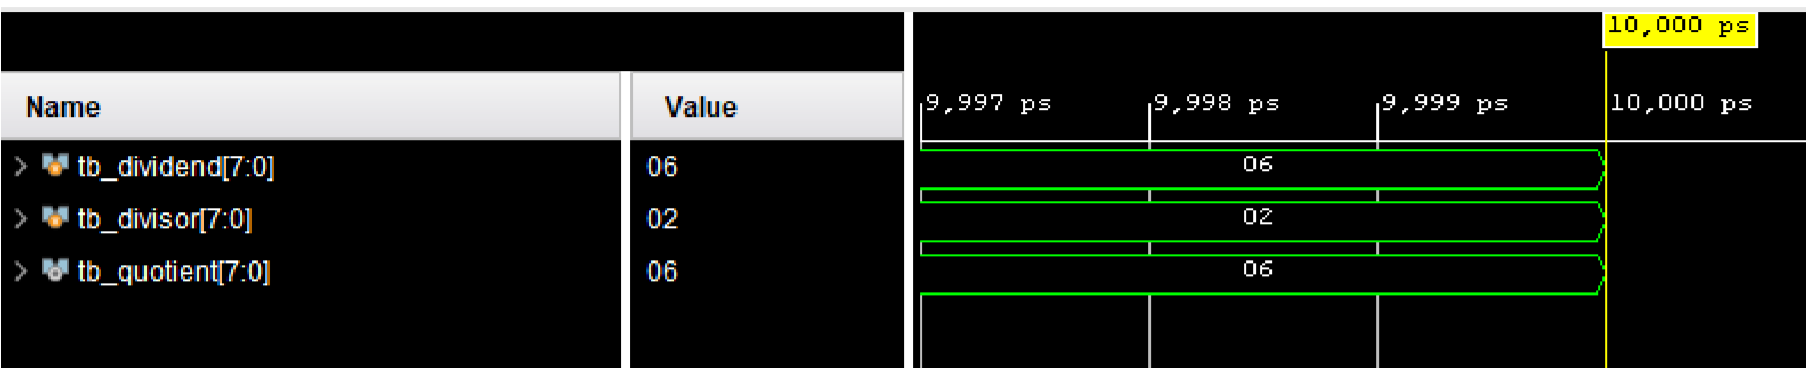 10,000 ps
Name Value 9,997 ps 9,998 ps 9,999 ps 10,000 ps
> tb_dividend[7:0] 06 06
> tb_divisor[7:0] 02 02
> tb_quotient[7:0] 06 06